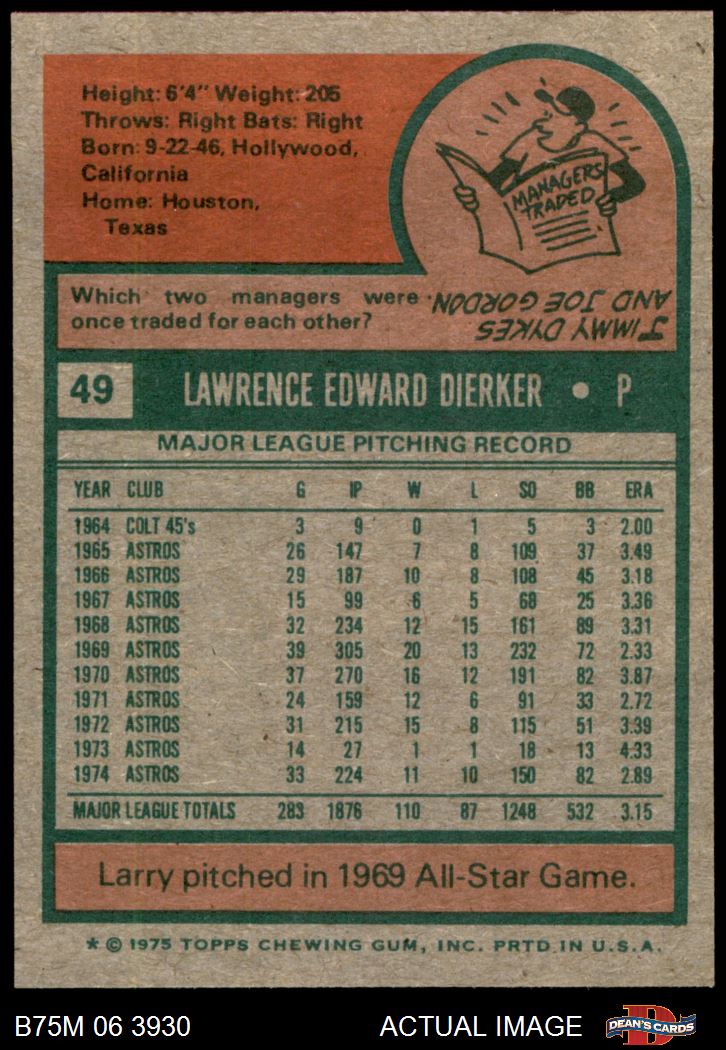 Height: 6'4" Weight: 205
Throws: Right Bats: Right
Born: 9-22-46, Hollywood,
California
Home: Houston,
Texas
MANAGERS
TRADED
Which two managers were
once traded for each other?
JIMMY DYKES
AND JOE GORDON
49 LAWRENCE EDWARD DIERKER • P
MAJOR LEAGUE PITCHING RECORD
YEAR CLUB G IP W L SO BB ERA
1964 COLT 45's 3 9 0 1 5 3 2.00
1965 ASTROS 26 147 7 8 109 37 3.49
1966 ASTROS 29 187 10 8 108 45 3.18
1967 ASTROS 15 99 6 5 68 25 3.36
1968 ASTROS 32 234 12 15 161 89 3.31
1969 ASTROS 39 305 20 13 232 72 2.33
1970 ASTROS 37 270 16 12 191 82 3.87
1971 ASTROS 24 159 12 6 91 33 2.72
1972 ASTROS 31 215 15 8 115 51 3.39
1973 ASTROS 14 27 1 1 18 13 4.33
1974 ASTROS 33 224 11 10 150 82 2.89
MAJOR LEAGUE TOTALS 283 1876 110 87 1248 532 3.15
Larry pitched in 1969 All-Star Game.
* © 1975 TOPPS CHEWING GUM, INC. PRTD. IN U.S.A.
B75M 06 3930 ACTUAL IMAGE D DEAN'S CARDS